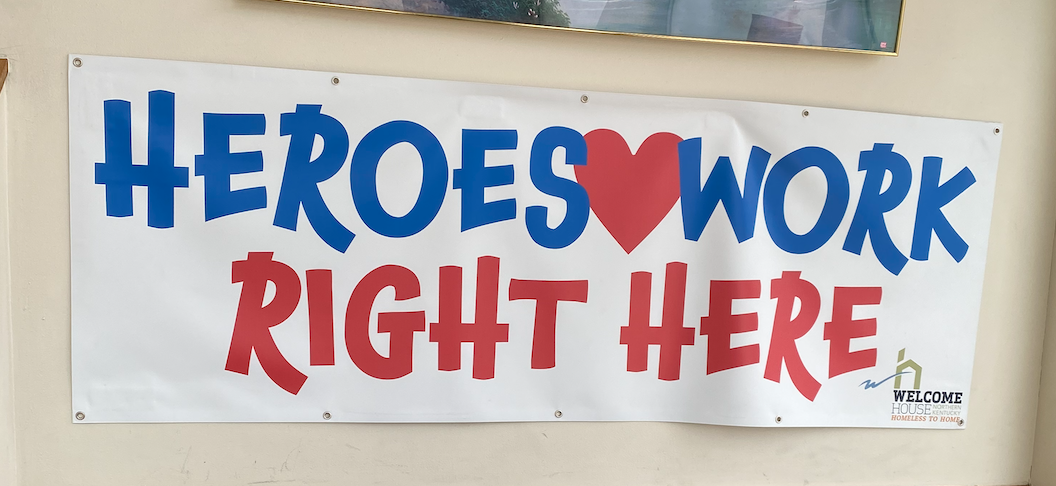 HEROES WORK
RIGHT HERE
WELCOME
HOUSE NORTHERN KENTUCKY
HOMELESS TO HOME